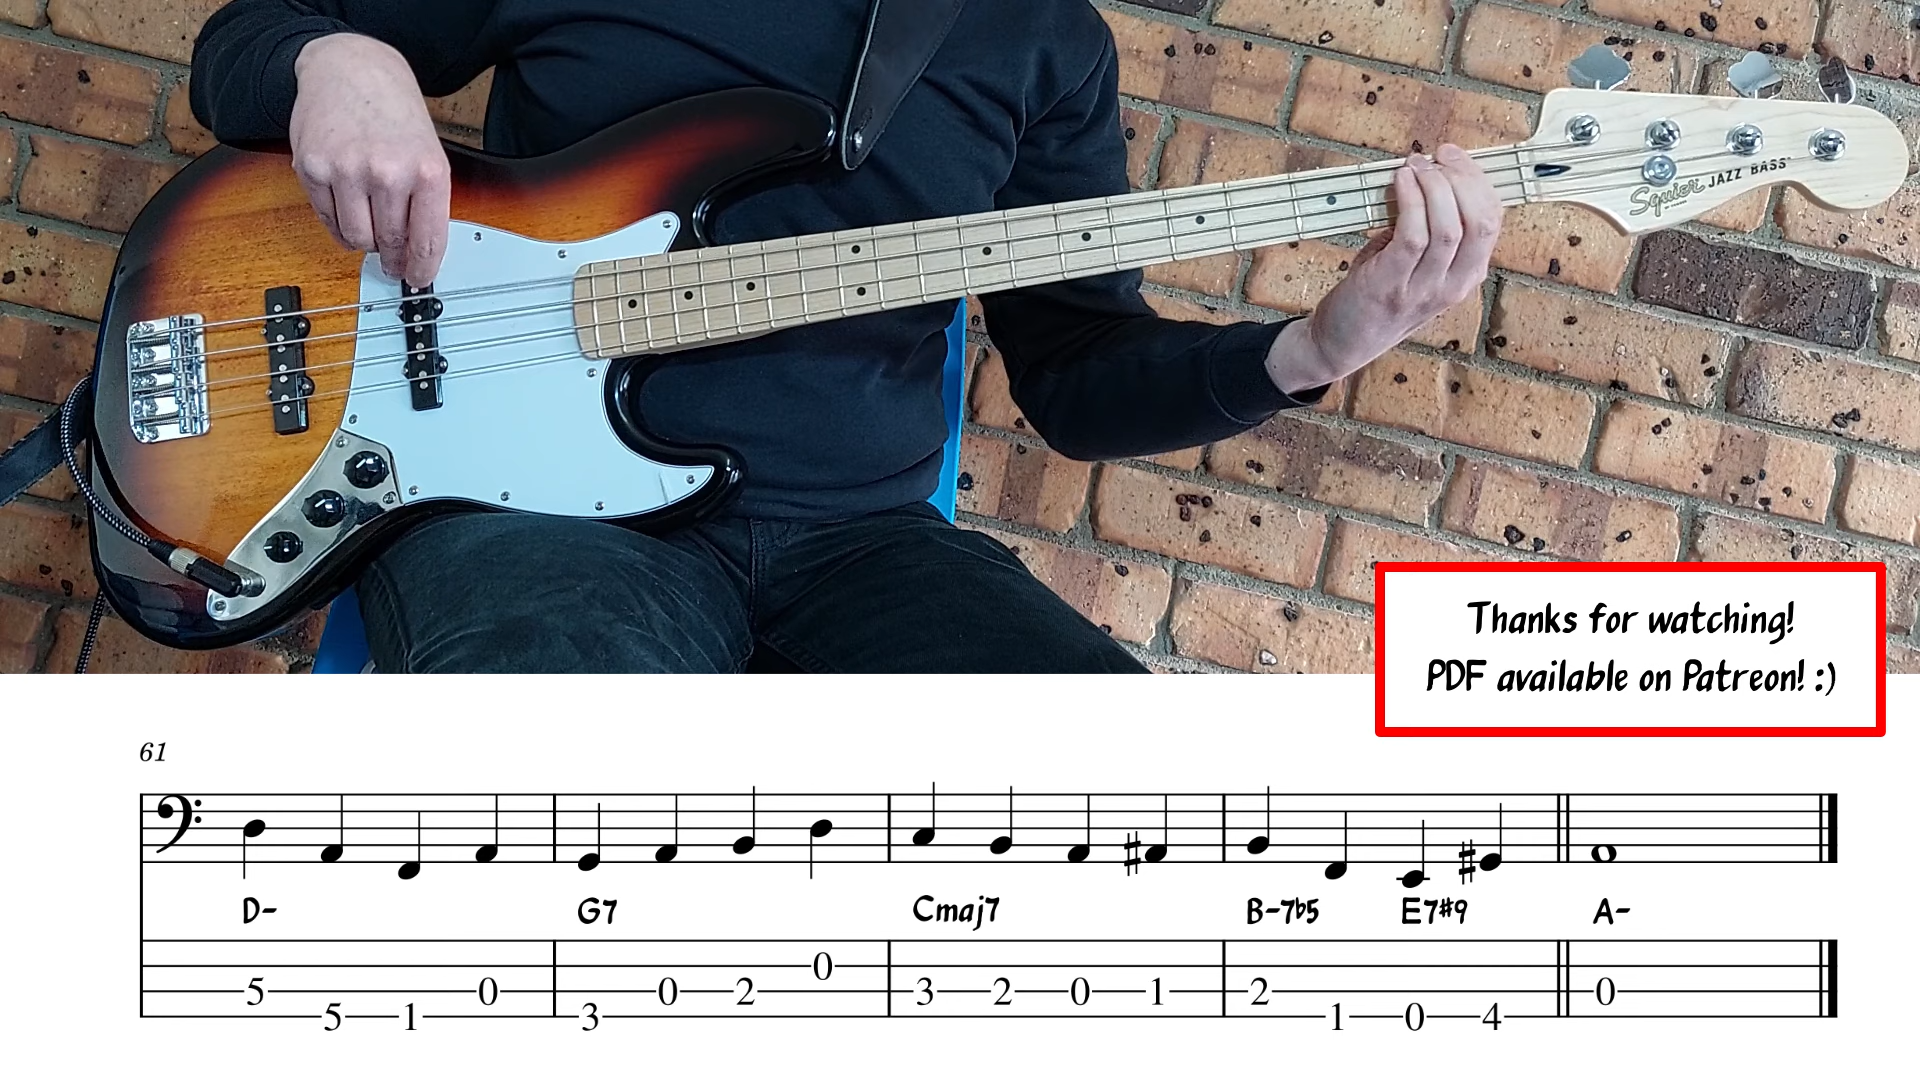 Squier JAZZ BASS
Thanks for watching!
PDF available on Patreon! :)
61
D- G7 Cmaj7 B-7b5 E7#9 A-
0
5 0 0 2 3 2 0 1 2 0
5 1 3 1 0 4